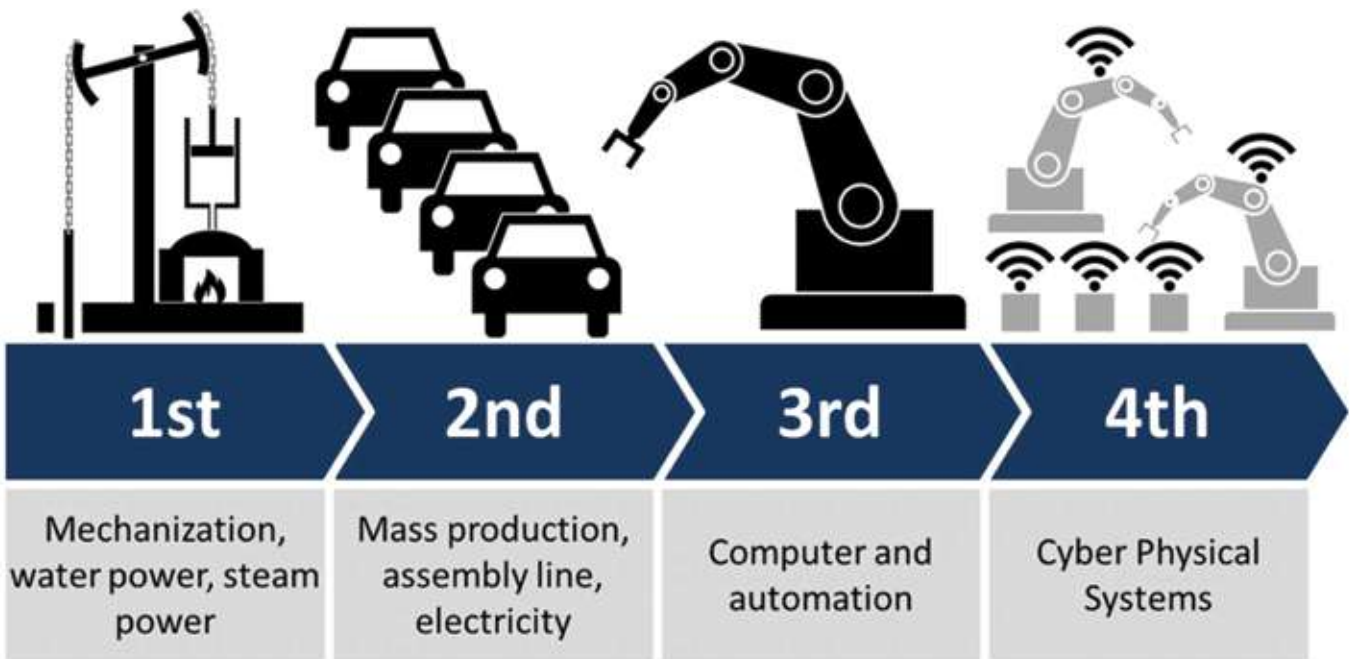 1st
2nd
3rd
4th
Mechanization,
water power, steam
power
Mass production,
assembly line,
electricity
Computer and
automation
Cyber Physical
Systems